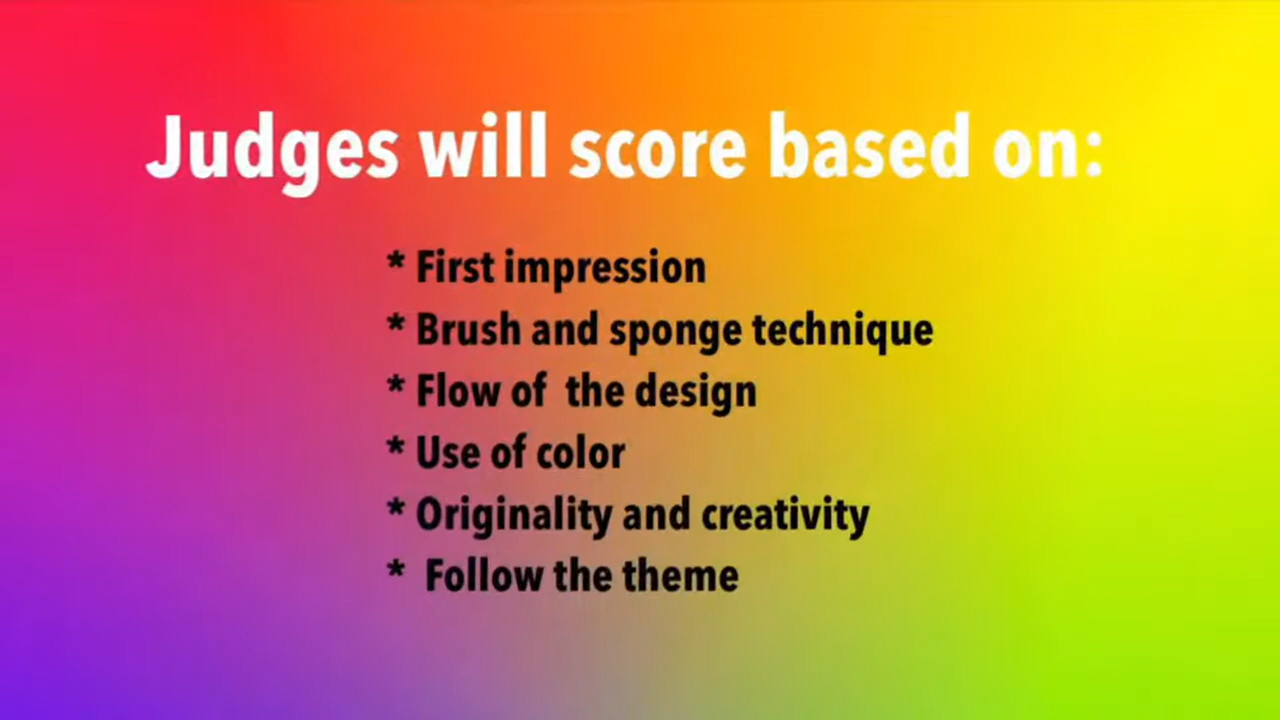 Judges will score based on:
* First impression
* Brush and sponge technique
* Flow of  the design
* Use of color
* Originality and creativity
*  Follow the theme